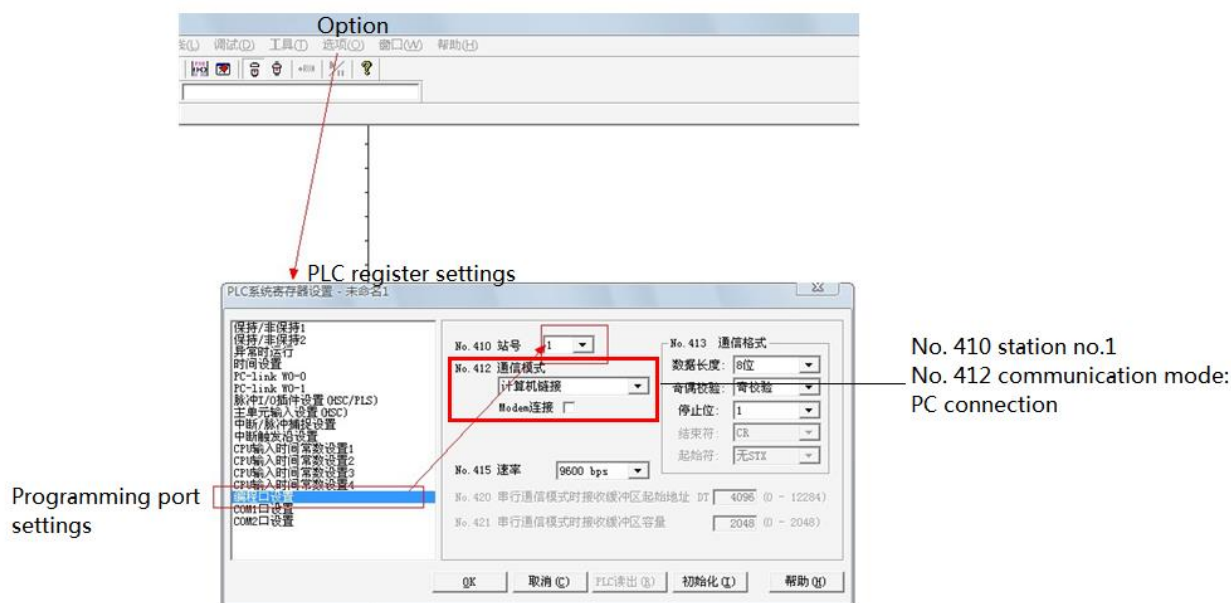 Option
调试(D) 工具(T) 选项(O) 窗口(W) 帮助(H)
PLC register settings
PLC系统寄存器设置 - 未命名1
保持/非保持1
保持/非保持2
异常时运行
时间设置
PC-link W0-0
PC-link W0-1
脉冲I/O插件设置(HSC/PLS)
主单元输入设置(HSC)
中断/脉冲捕捉设置
中断触发沿设置
CPU输入时间常数设置1
CPU输入时间常数设置2
CPU输入时间常数设置3
CPU输入时间常数设置4
编程口设置
COM1口设置
COM2口设置
Programming port
settings
No. 410 站号 1
No. 412 通信模式
计算机链接
Modem连接
No. 413 通信格式
数据长度: 8位
奇偶校验: 奇校验
停止位: 1
结束符: CR
起始符: 无STX
No. 415 速率 9600 bps
No. 420 串行通信模式时接收缓冲区起始地址 DT 4096 (0 - 12284)
No. 421 串行通信模式时接收缓冲区容量 2048 (0 - 2048)
OK 取消(C) PLC读出(R) 初始化(I) 帮助(H)
No. 410 station no.1
No. 412 communication mode:
PC connection